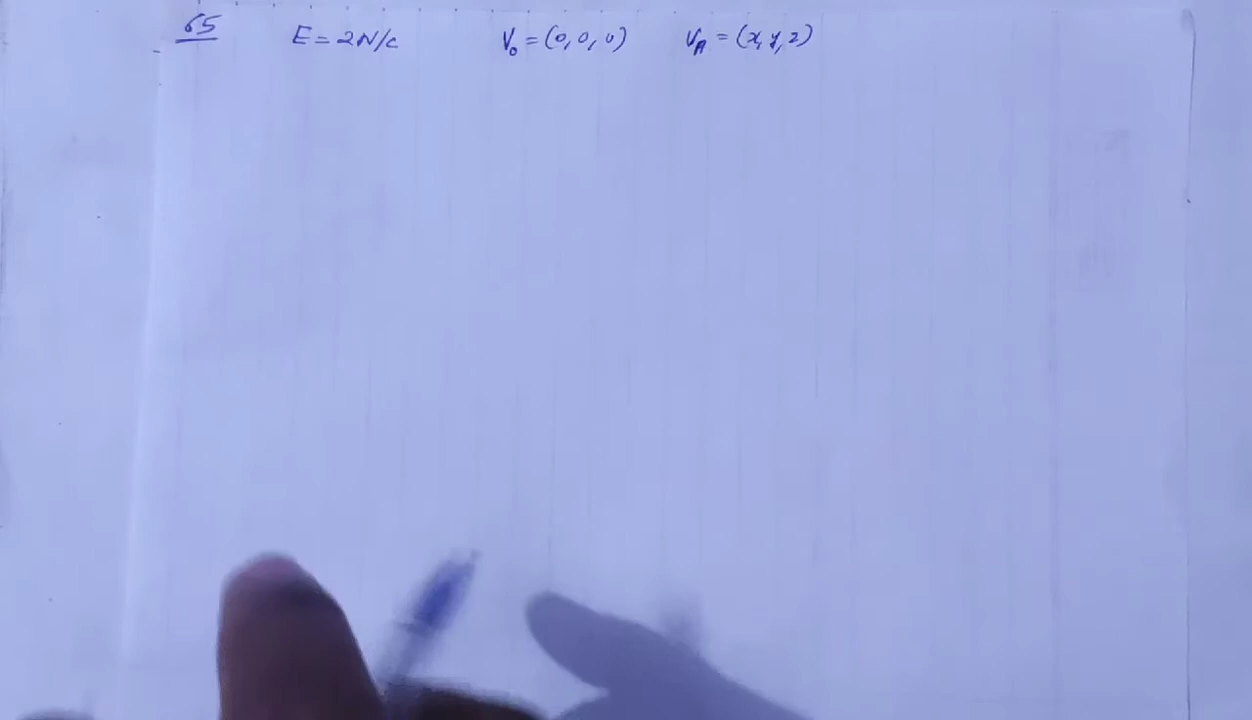 65 E = 2N/C V₀ = (0, 0, 0) V_A = (x, y, z)